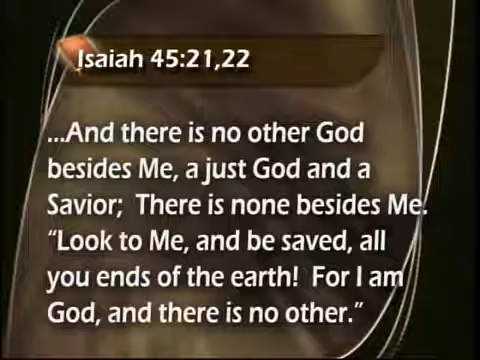 Isaiah 45:21,22
...And there is no other God
besides Me, a just God and a
Savior;  There is none besides Me.
“Look to Me, and be saved, all
you ends of the earth!  For I am
God, and there is no other.”